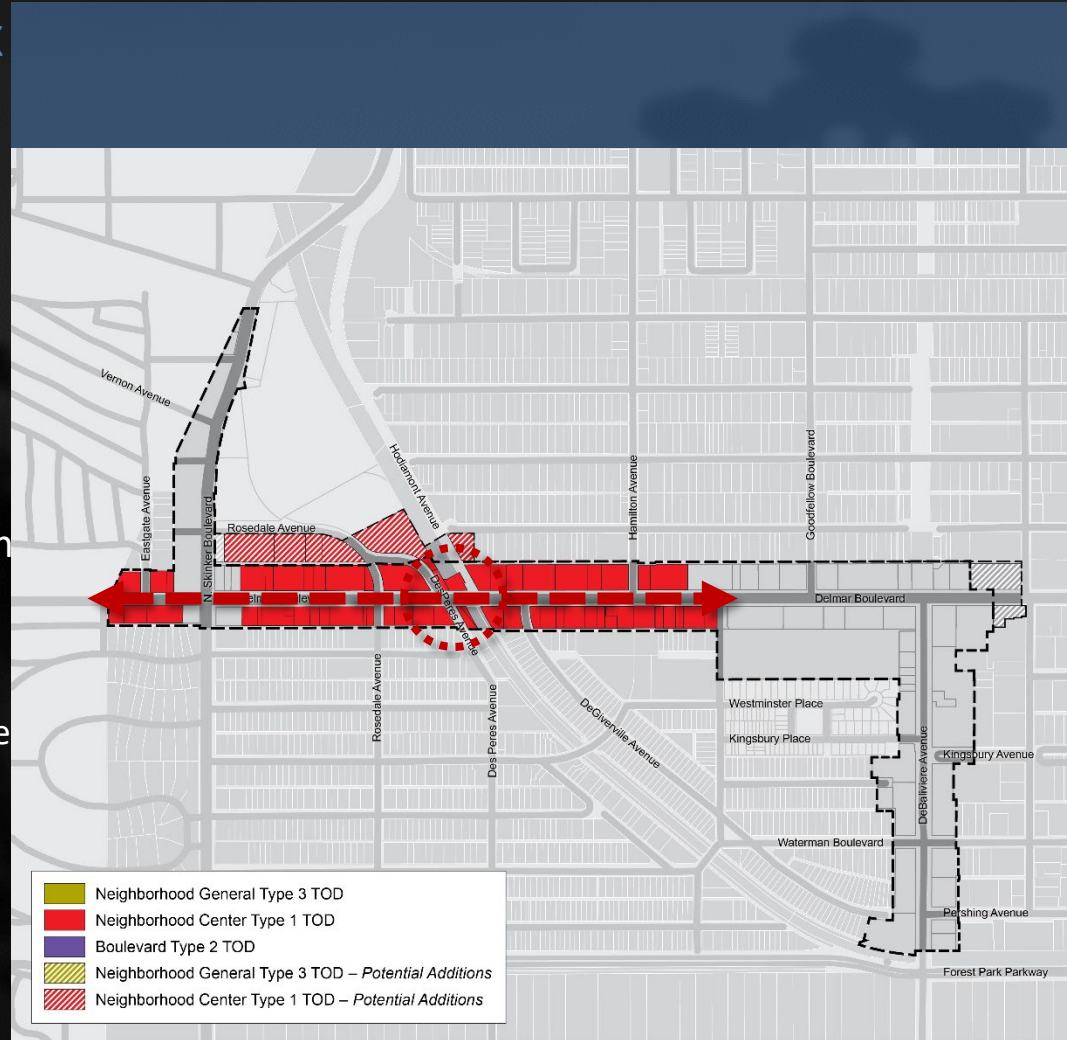 Vernon Avenue
Eastgate Avenue
N. Skinker Boulevard
Rosedale Avenue
Hodiamont Avenue
Hamilton Avenue
Goodfellow Boulevard
DesPeres Avenue
Delmar Boulevard
Rosedale Avenue
Des Peres Avenue
DeGiverville Avenue
Westminster Place
Kingsbury Place
DeBaliviere Avenue
Kingsbury Avenue
Waterman Boulevard
Pershing Avenue
Forest Park Parkway
Neighborhood General Type 3 TOD
Neighborhood Center Type 1 TOD
Boulevard Type 2 TOD
Neighborhood General Type 3 TOD – Potential Additions
Neighborhood Center Type 1 TOD – Potential Additions